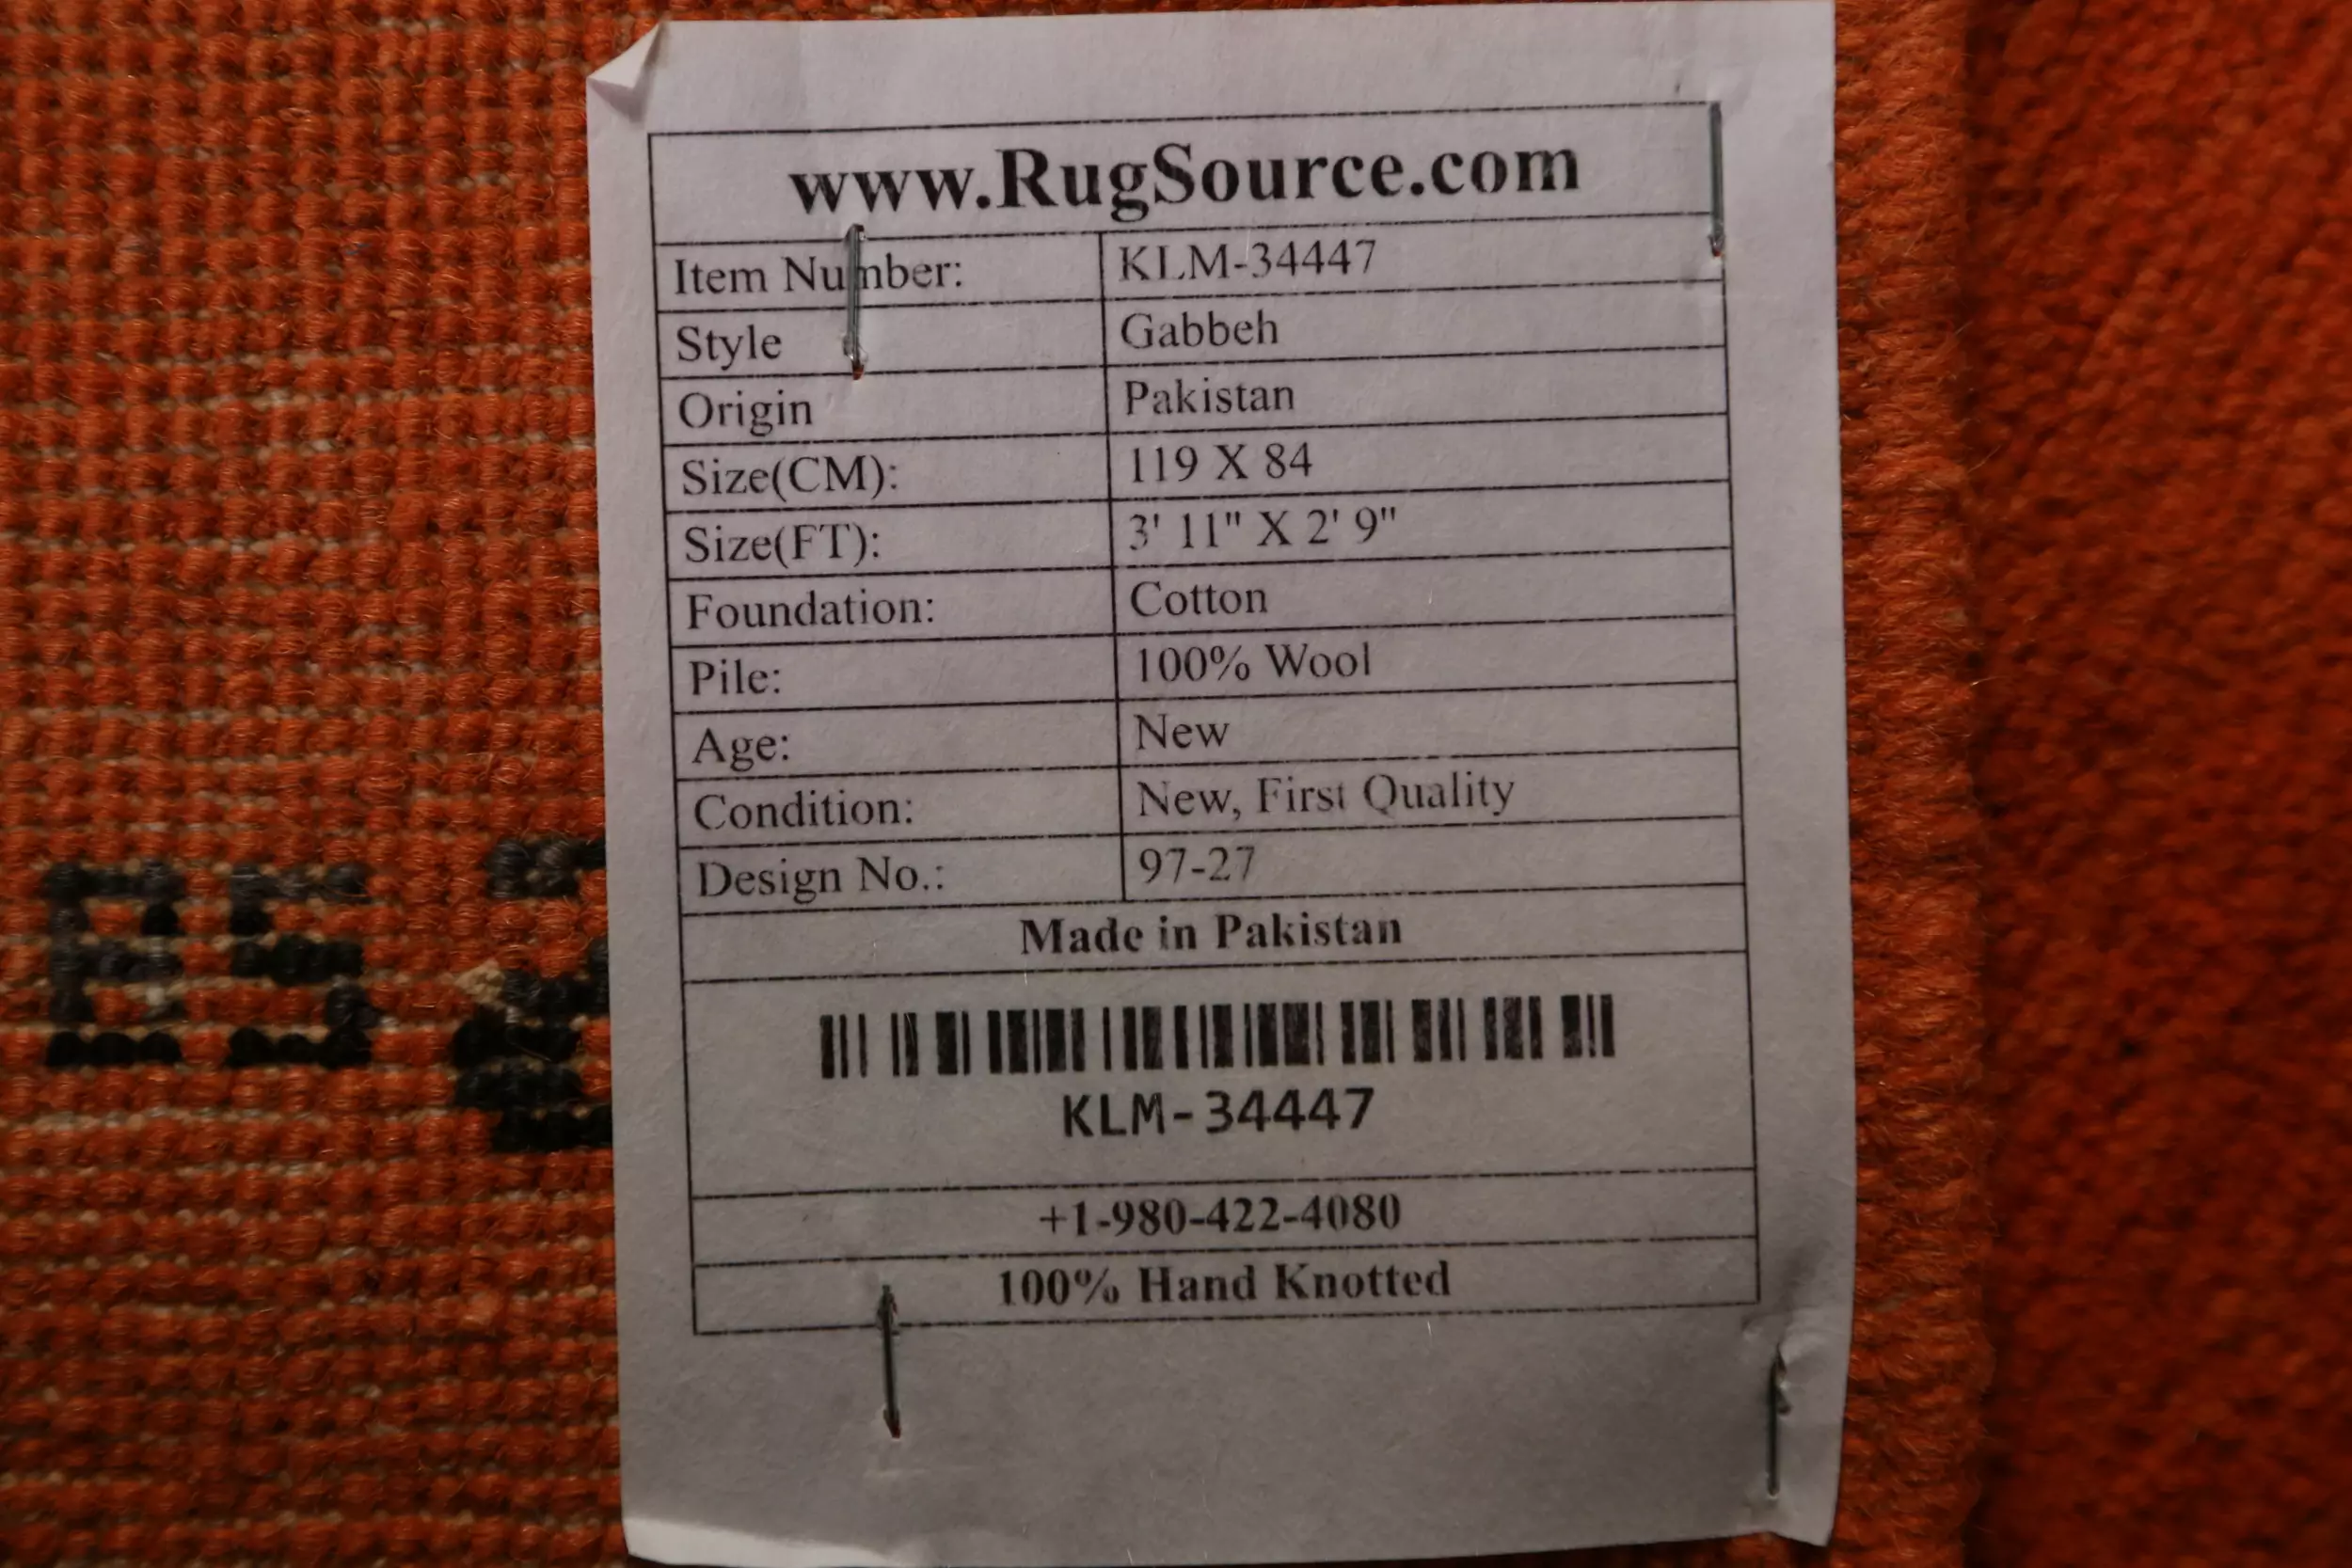 www.RugSource.com
Item Number: KLM-34447
Style Gabbeh
Origin Pakistan
Size(CM): 119 X 84
Size(FT): 3' 11" X 2' 9"
Foundation: Cotton
Pile: 100% Wool
Age: New
Condition: New, First Quality
Design No.: 97-27
Made in Pakistan
KLM-34447
+1-980-422-4080
100% Hand Knotted